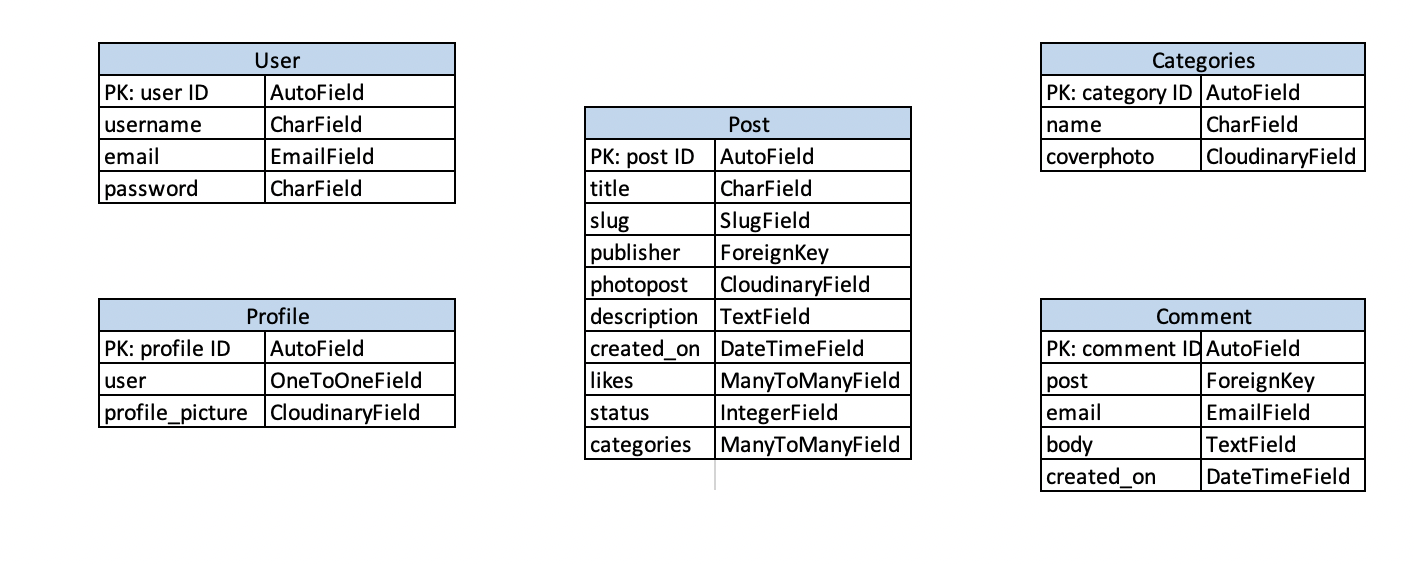 User
PK: user ID AutoField
username CharField
email EmailField
password CharField
Profile
PK: profile ID AutoField
user OneToOneField
profile_picture CloudinaryField
Post
PK: post ID AutoField
title CharField
slug SlugField
publisher ForeignKey
photopost CloudinaryField
description TextField
created_on DateTimeField
likes ManyToManyField
status IntegerField
categories ManyToManyField
Categories
PK: category ID AutoField
name CharField
coverphoto CloudinaryField
Comment
PK: comment ID AutoField
post ForeignKey
email EmailField
body TextField
created_on DateTimeField